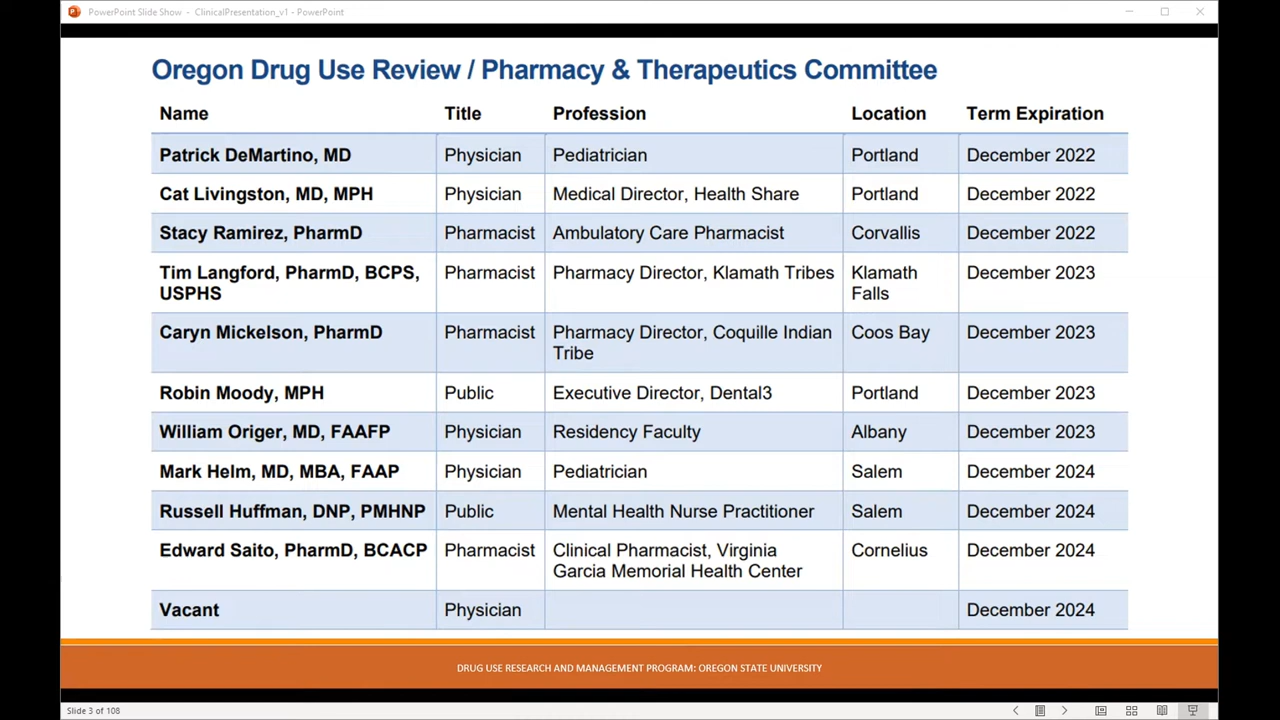 PowerPoint Slide Show - ClinicalPresentation_v1 - PowerPoint
Oregon Drug Use Review / Pharmacy & Therapeutics Committee
Name Title Profession Location Term Expiration
Patrick DeMartino, MD Physician Pediatrician Portland December 2022
Cat Livingston, MD, MPH Physician Medical Director, Health Share Portland December 2022
Stacy Ramirez, PharmD Pharmacist Ambulatory Care Pharmacist Corvallis December 2022
Tim Langford, PharmD, BCPS, Pharmacist Pharmacy Director, Klamath Tribes Klamath December 2023
USPHS Falls
Caryn Mickelson, PharmD Pharmacist Pharmacy Director, Coquille Indian Coos Bay December 2023
Tribe
Robin Moody, MPH Public Executive Director, Dental3 Portland December 2023
William Origer, MD, FAAFP Physician Residency Faculty Albany December 2023
Mark Helm, MD, MBA, FAAP Physician Pediatrician Salem December 2024
Russell Huffman, DNP, PMHNP Public Mental Health Nurse Practitioner Salem December 2024
Edward Saito, PharmD, BCACP Pharmacist Clinical Pharmacist, Virginia Cornelius December 2024
Garcia Memorial Health Center
Vacant Physician December 2024
DRUG USE RESEARCH AND MANAGEMENT PROGRAM: OREGON STATE UNIVERSITY
Slide 3 of 108